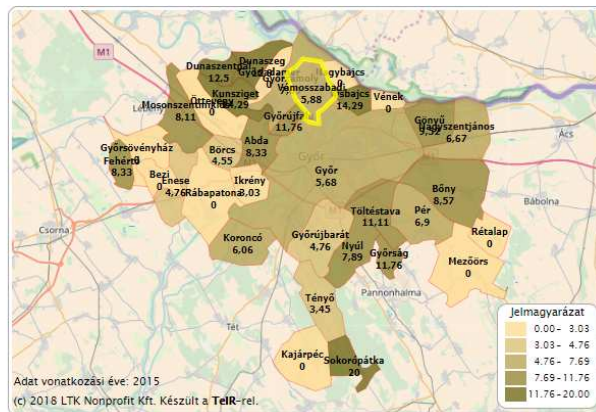 M1
Dunaszeg
Dunaszentpál
12.5
Nagybajcs
0
Vámosszabadi
5,88
14,29
Vének
0
Kunsziget
Mosonszentmiklós
8,11
Öttevény
0
Győrújfalu
11,76
Gönyű
Nagyszentjános
6,67
Ács
Abda
8,33
Győrsövényház
0
Börcs
4,55
Fehértó
8,33
Bezi
0
Enese
4,76
Rábapatona
0
Ikrény
3,03
Győr
Győr
5,68
Bőny
8,57
Bábolna
Töltéstava
11,11
Pér
6,9
Csorna
Koroncó
6,06
Győrújbarát
4,76
Nyúl
7,89
Győrság
11,76
Rétalap
0
Mezőörs
0
Pannonhalma
Tényő
3,45
Tét
Kajárpéc
0
Sokorópátka
20
Jelmagyarázat
0.00 - 3.03
3.03 - 4.76
4.76 - 7.69
7.69 - 11.76
11.76 - 20.00
Adat vonatkozási éve: 2015
(c) 2018 LTK Nonprofit Kft. Készült a TeIR-rel.